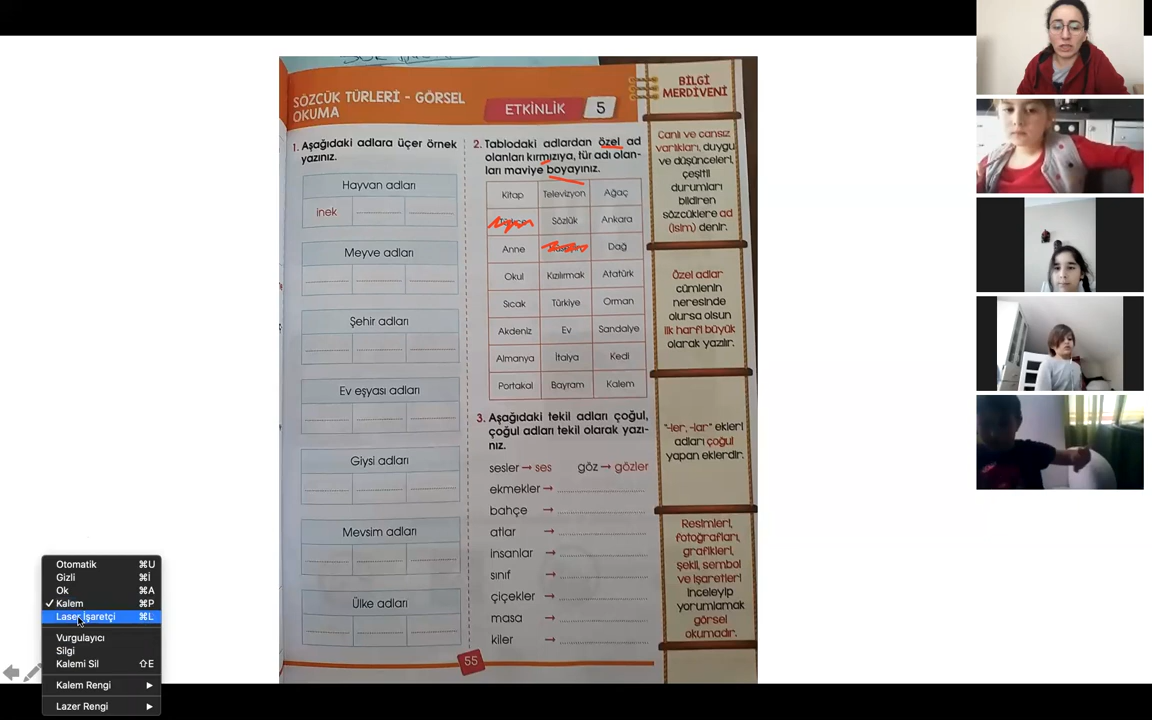 SÖZCÜK TÜRLERİ - GÖRSEL
OKUMA
ETKİNLİK 5
1. Aşağıdaki adlara üçer örnek
yazınız.
Hayvan adları
inek
Meyve adları
Şehir adları
Ev eşyası adları
Giysi adları
Mevsim adları
Ülke adları
2. Tablodaki adlardan özel ad
olanları kırmızıya, tür adı olan-
ları maviye boyayınız.
Kitap Televizyon Ağaç
Sözlük Ankara
Anne Dağ
Okul Kızılırmak Atatürk
Sıcak Türkiye Orman
Akdeniz Ev Sandalye
Almanya İtalya Kedi
Portakal Bayram Kalem
3. Aşağıdaki tekil adları çoğul,
çoğul adları tekil olarak yazı-
nız.
sesler → ses göz → gözler
ekmekler →
bahçe →
atlar →
insanlar →
sınıf →
çiçekler →
masa →
kiler →
55
BİLGİ
MERDİVENİ
Canlı ve cansız
varlıkları, duygu
ve düşünceleri,
çeşitli
durumları
bildiren
sözcüklere ad
(isim) denir.
Özel adlar
cümlenin
neresinde
olursa olsun
ilk harfi büyük
olarak yazılır.
"-ler, -lar" ekleri
adları çoğul
yapan eklerdir.
Resimleri,
fotoğrafları,
grafikleri,
şekil, sembol
ve işaretleri
inceleyip
yorumlamak
görsel
okumadır.
Otomatik ⌘U
Gizli ⌘İ
Ok ⌘A
✓ Kalem ⌘P
Laser İşaretçi ⌘L
Vurgulayıcı
Silgi
Kalemi Sil ⇧E
Kalem Rengi ▶
Lazer Rengi ▶